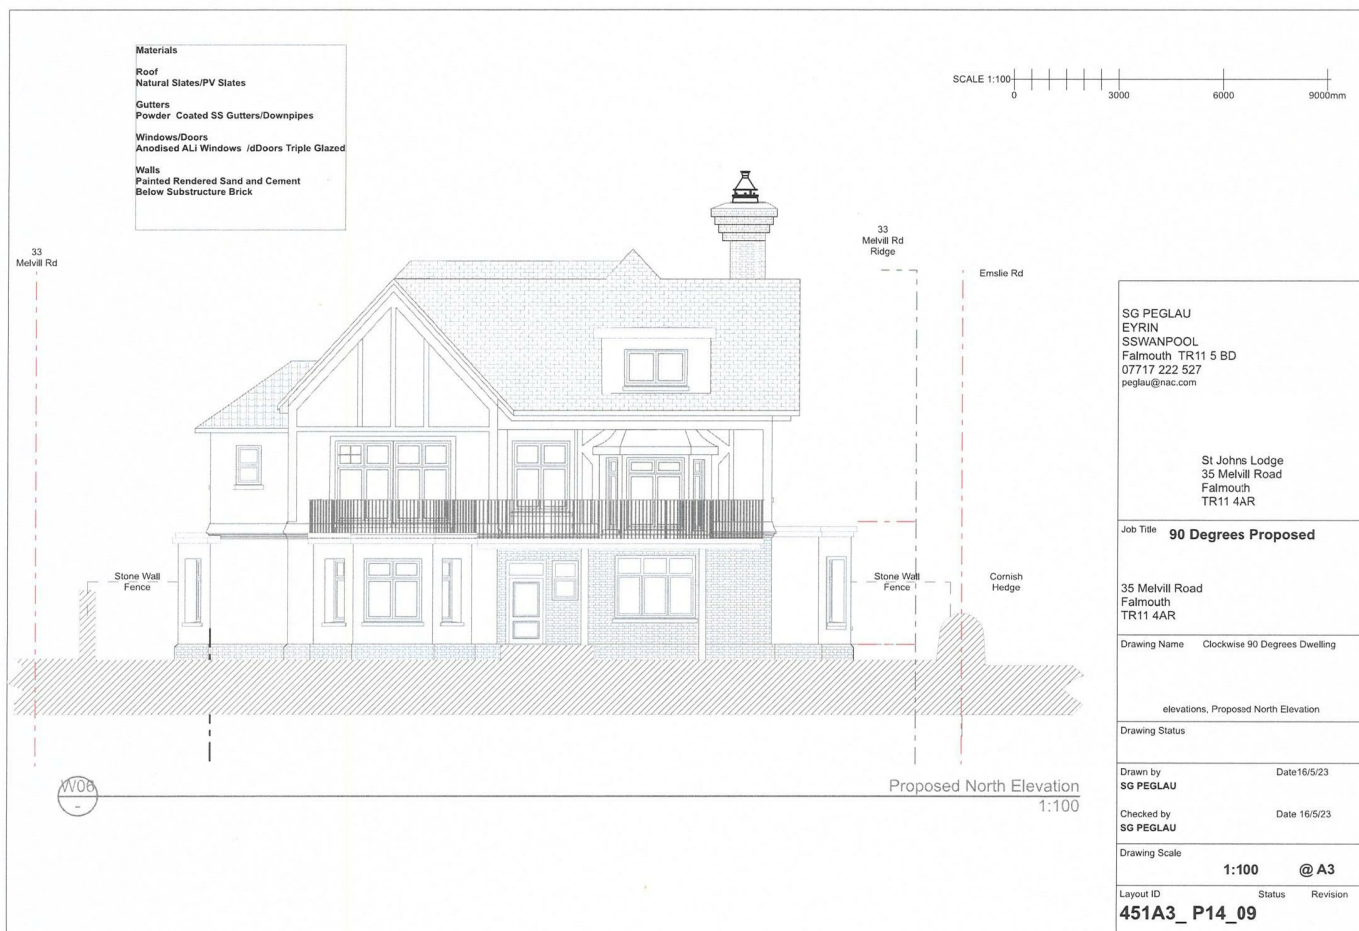 Materials
Roof
Natural Slates/PV Slates
Gutters
Powder Coated SS Gutters/Downpipes
Windows/Doors
Anodised ALi Windows /dDoors Triple Glazed
Walls
Painted Rendered Sand and Cement
Below Substructure Brick
SCALE 1:100
0 3000 6000 9000mm
33
Melvill Rd
33
Melvill Rd
Ridge
Emslie Rd
Stone Wall
Fence
Stone Wall
Fence
Cornish
Hedge
W06
-
Proposed North Elevation
1:100
SG PEGLAU
EYRIN
SSWANPOOL
Falmouth TR11 5 BD
07717 222 527
peglau@nac.com
St Johns Lodge
35 Melvill Road
Falmouth
TR11 4AR
Job Title 90 Degrees Proposed
35 Melvill Road
Falmouth
TR11 4AR
Drawing Name Clockwise 90 Degrees Dwelling
elevations, Proposed North Elevation
Drawing Status
Drawn by Date16/5/23
SG PEGLAU
Checked by Date 16/5/23
SG PEGLAU
Drawing Scale
1:100 @ A3
Layout ID Status Revision
451A3_ P14_09